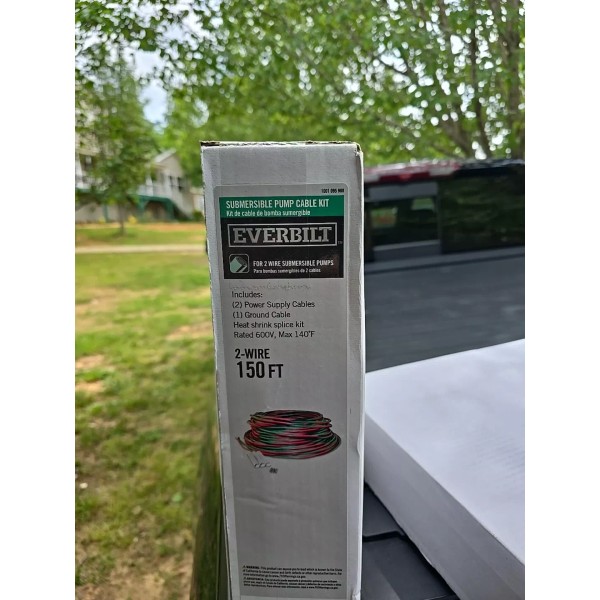 SUBMERSIBLE PUMP CABLE KIT
Kit de cable de bomba sumergible
EVERBILT
FOR 2 WIRE SUBMERSIBLE PUMPS
Para bombas sumergibles de 2 cables
Includes:
(2) Power Supply Cables
(1) Ground Cable
Heat shrink splice kit
Rated 600V, Max 140°F
2-WIRE
150 FT